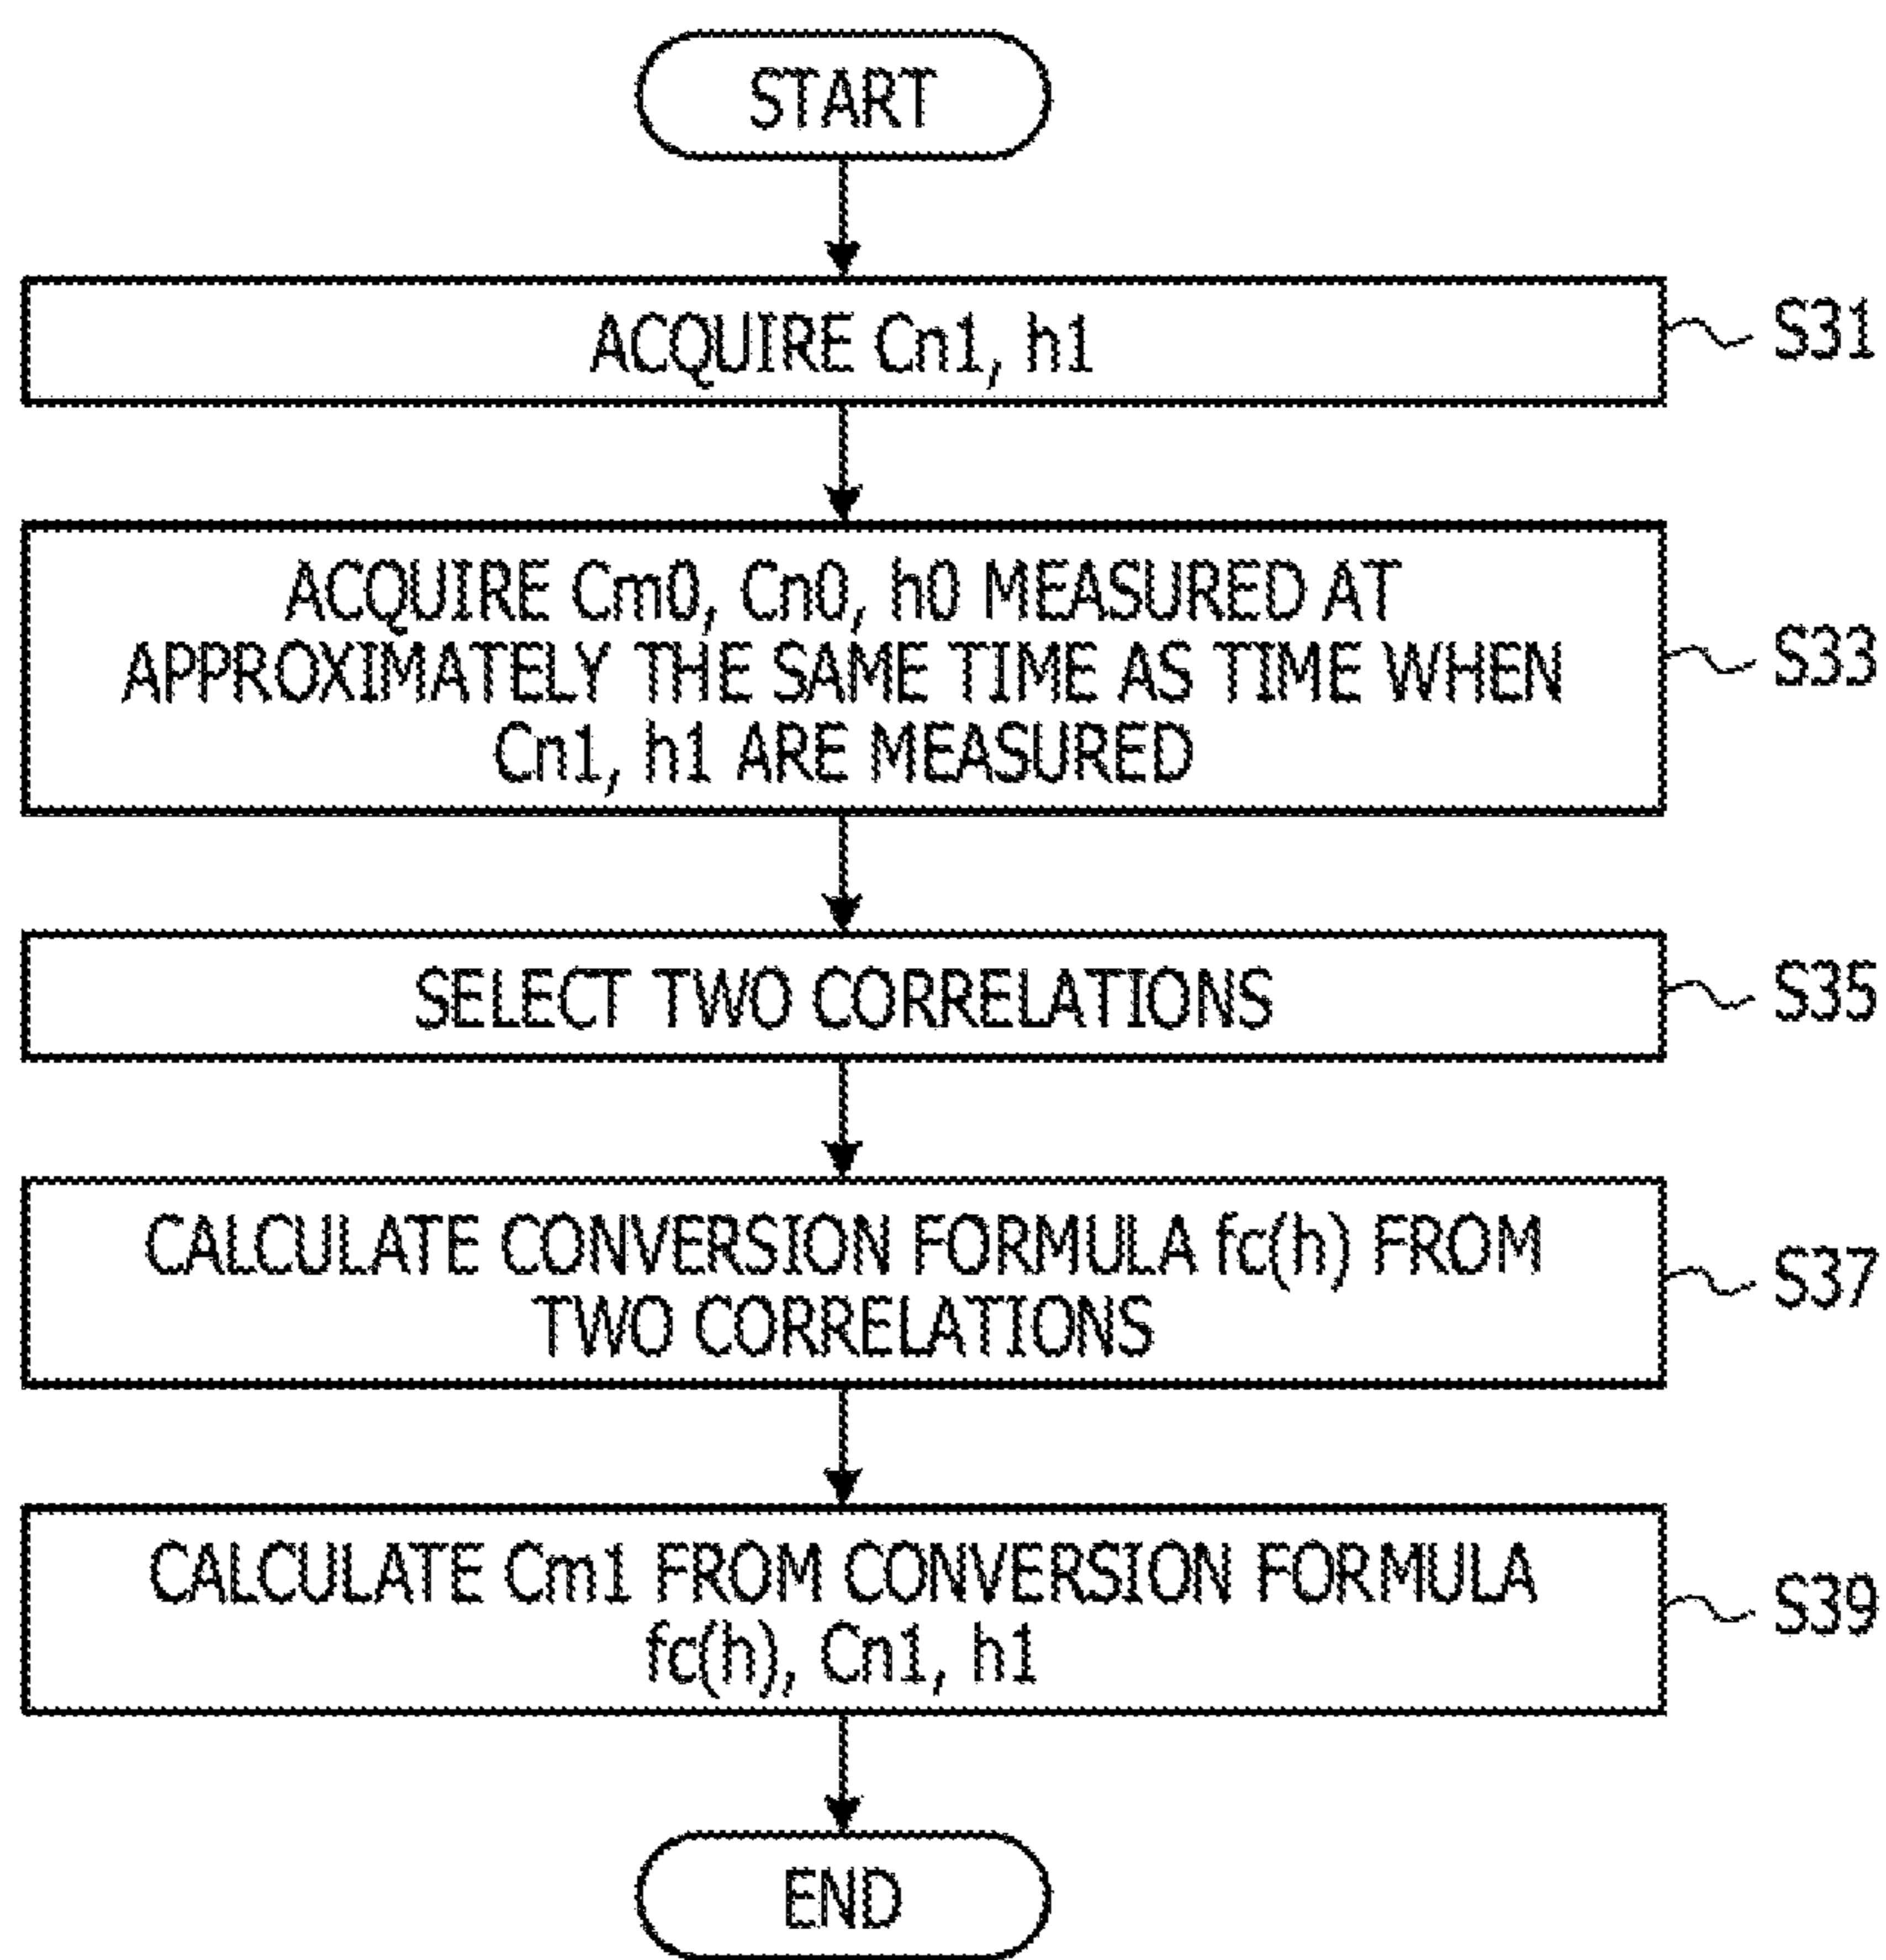 START
ACQUIRE Cn1, h1
S31
ACQUIRE Cm0, Cn0, h0 MEASURED AT
APPROXIMATELY THE SAME TIME AS TIME WHEN
Cn1, h1 ARE MEASURED
S33
SELECT TWO CORRELATIONS
S35
CALCULATE CONVERSION FORMULA fc(h) FROM
TWO CORRELATIONS
S37
CALCULATE Cm1 FROM CONVERSION FORMULA
fc(h), Cn1, h1
S39
END